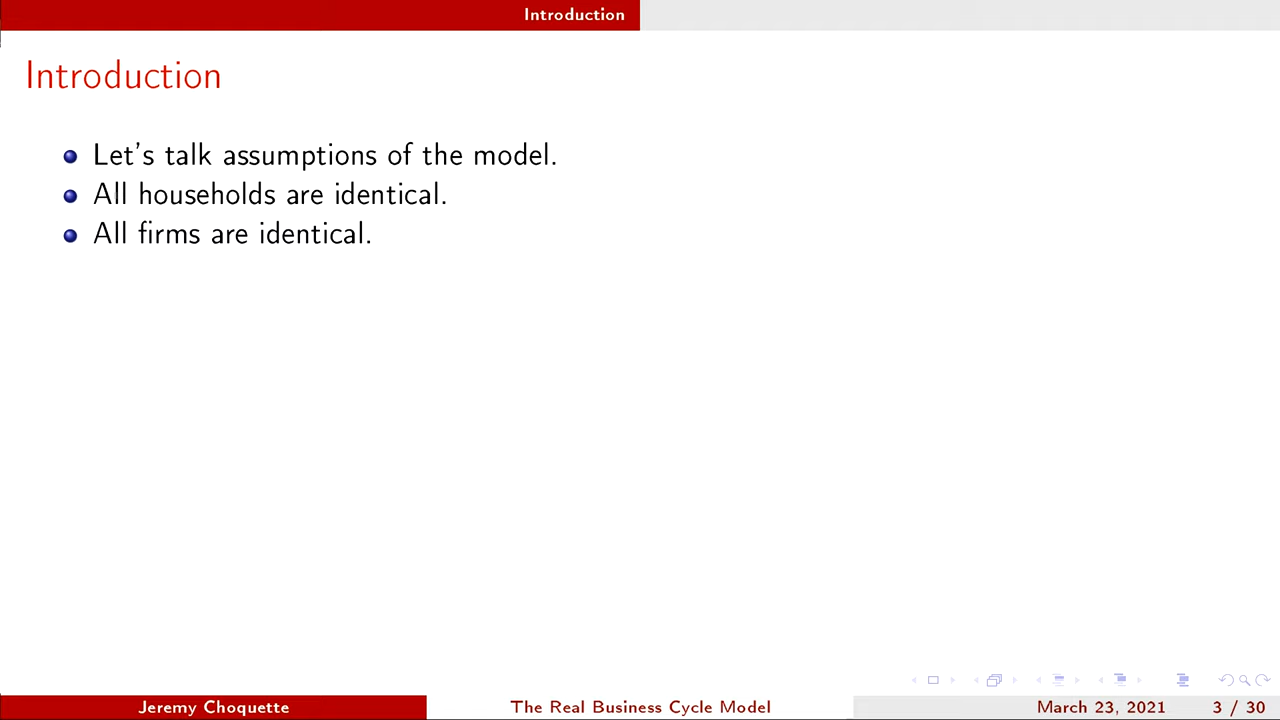 Introduction
Introduction
Let's talk assumptions of the model.
All households are identical.
All firms are identical.
Jeremy Choquette
The Real Business Cycle Model
March 23, 2021
3 / 30